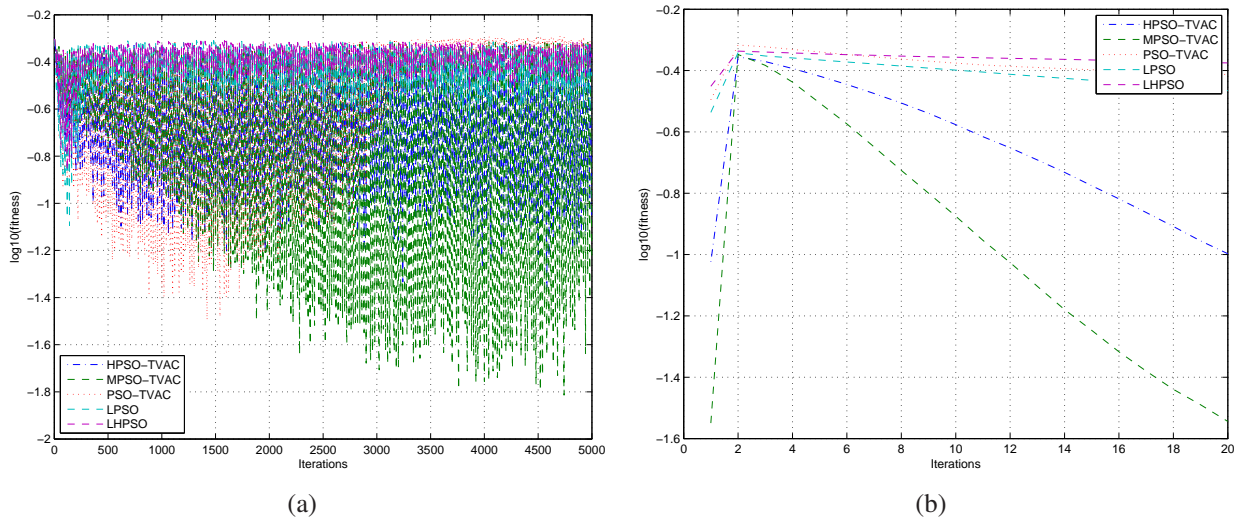 −0.2
−0.4
−0.6
−0.8
−1
−1.2
−1.4
−1.6
−1.8
−2
log10(fitness)
HPSO−TVAC
MPSO−TVAC
PSO−TVAC
LPSO
LHPSO
0 500 1000 1500 2000 2500 3000 3500 4000 4500 5000
Iterations
(a)
−0.2
−0.4
−0.6
−0.8
−1
−1.2
−1.4
−1.6
log10(fitness)
HPSO−TVAC
MPSO−TVAC
PSO−TVAC
LPSO
LHPSO
0 2 4 6 8 10 12 14 16 18 20
Iterations
(b)